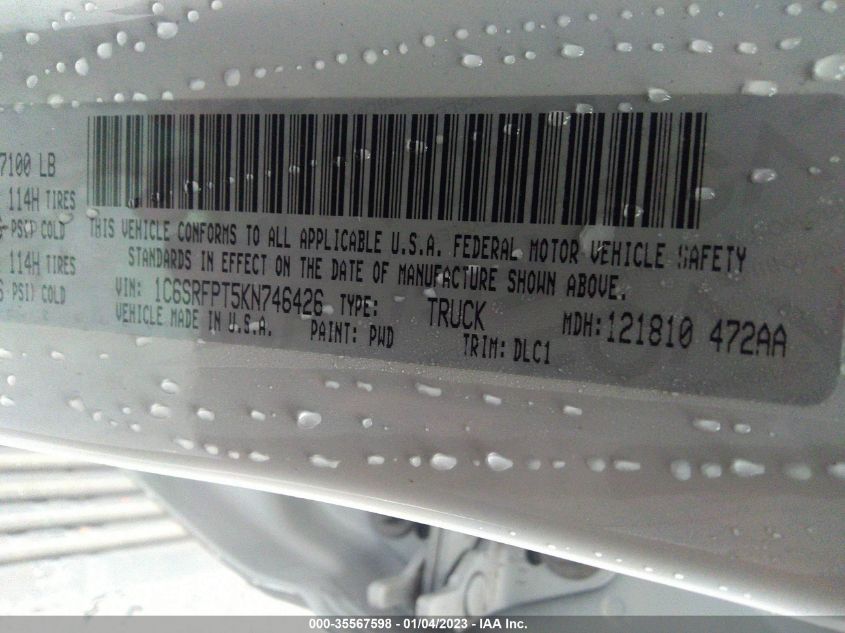 7100 LB
114H TIRES
PSI) COLD
114H TIRES
PSI) COLD
THIS VEHICLE CONFORMS TO ALL APPLICABLE U.S.A. FEDERAL MOTOR VEHICLE SAFETY
STANDARDS IN EFFECT ON THE DATE OF MANUFACTURE SHOWN ABOVE.
VIN: 1C6SRFPT5KN746426 TYPE: TRUCK MDH:121810 472AA
VEHICLE MADE IN U.S.A. PAINT: PWD TRIM: DLC1
000-35567598 - 01/04/2023 - IAA Inc.